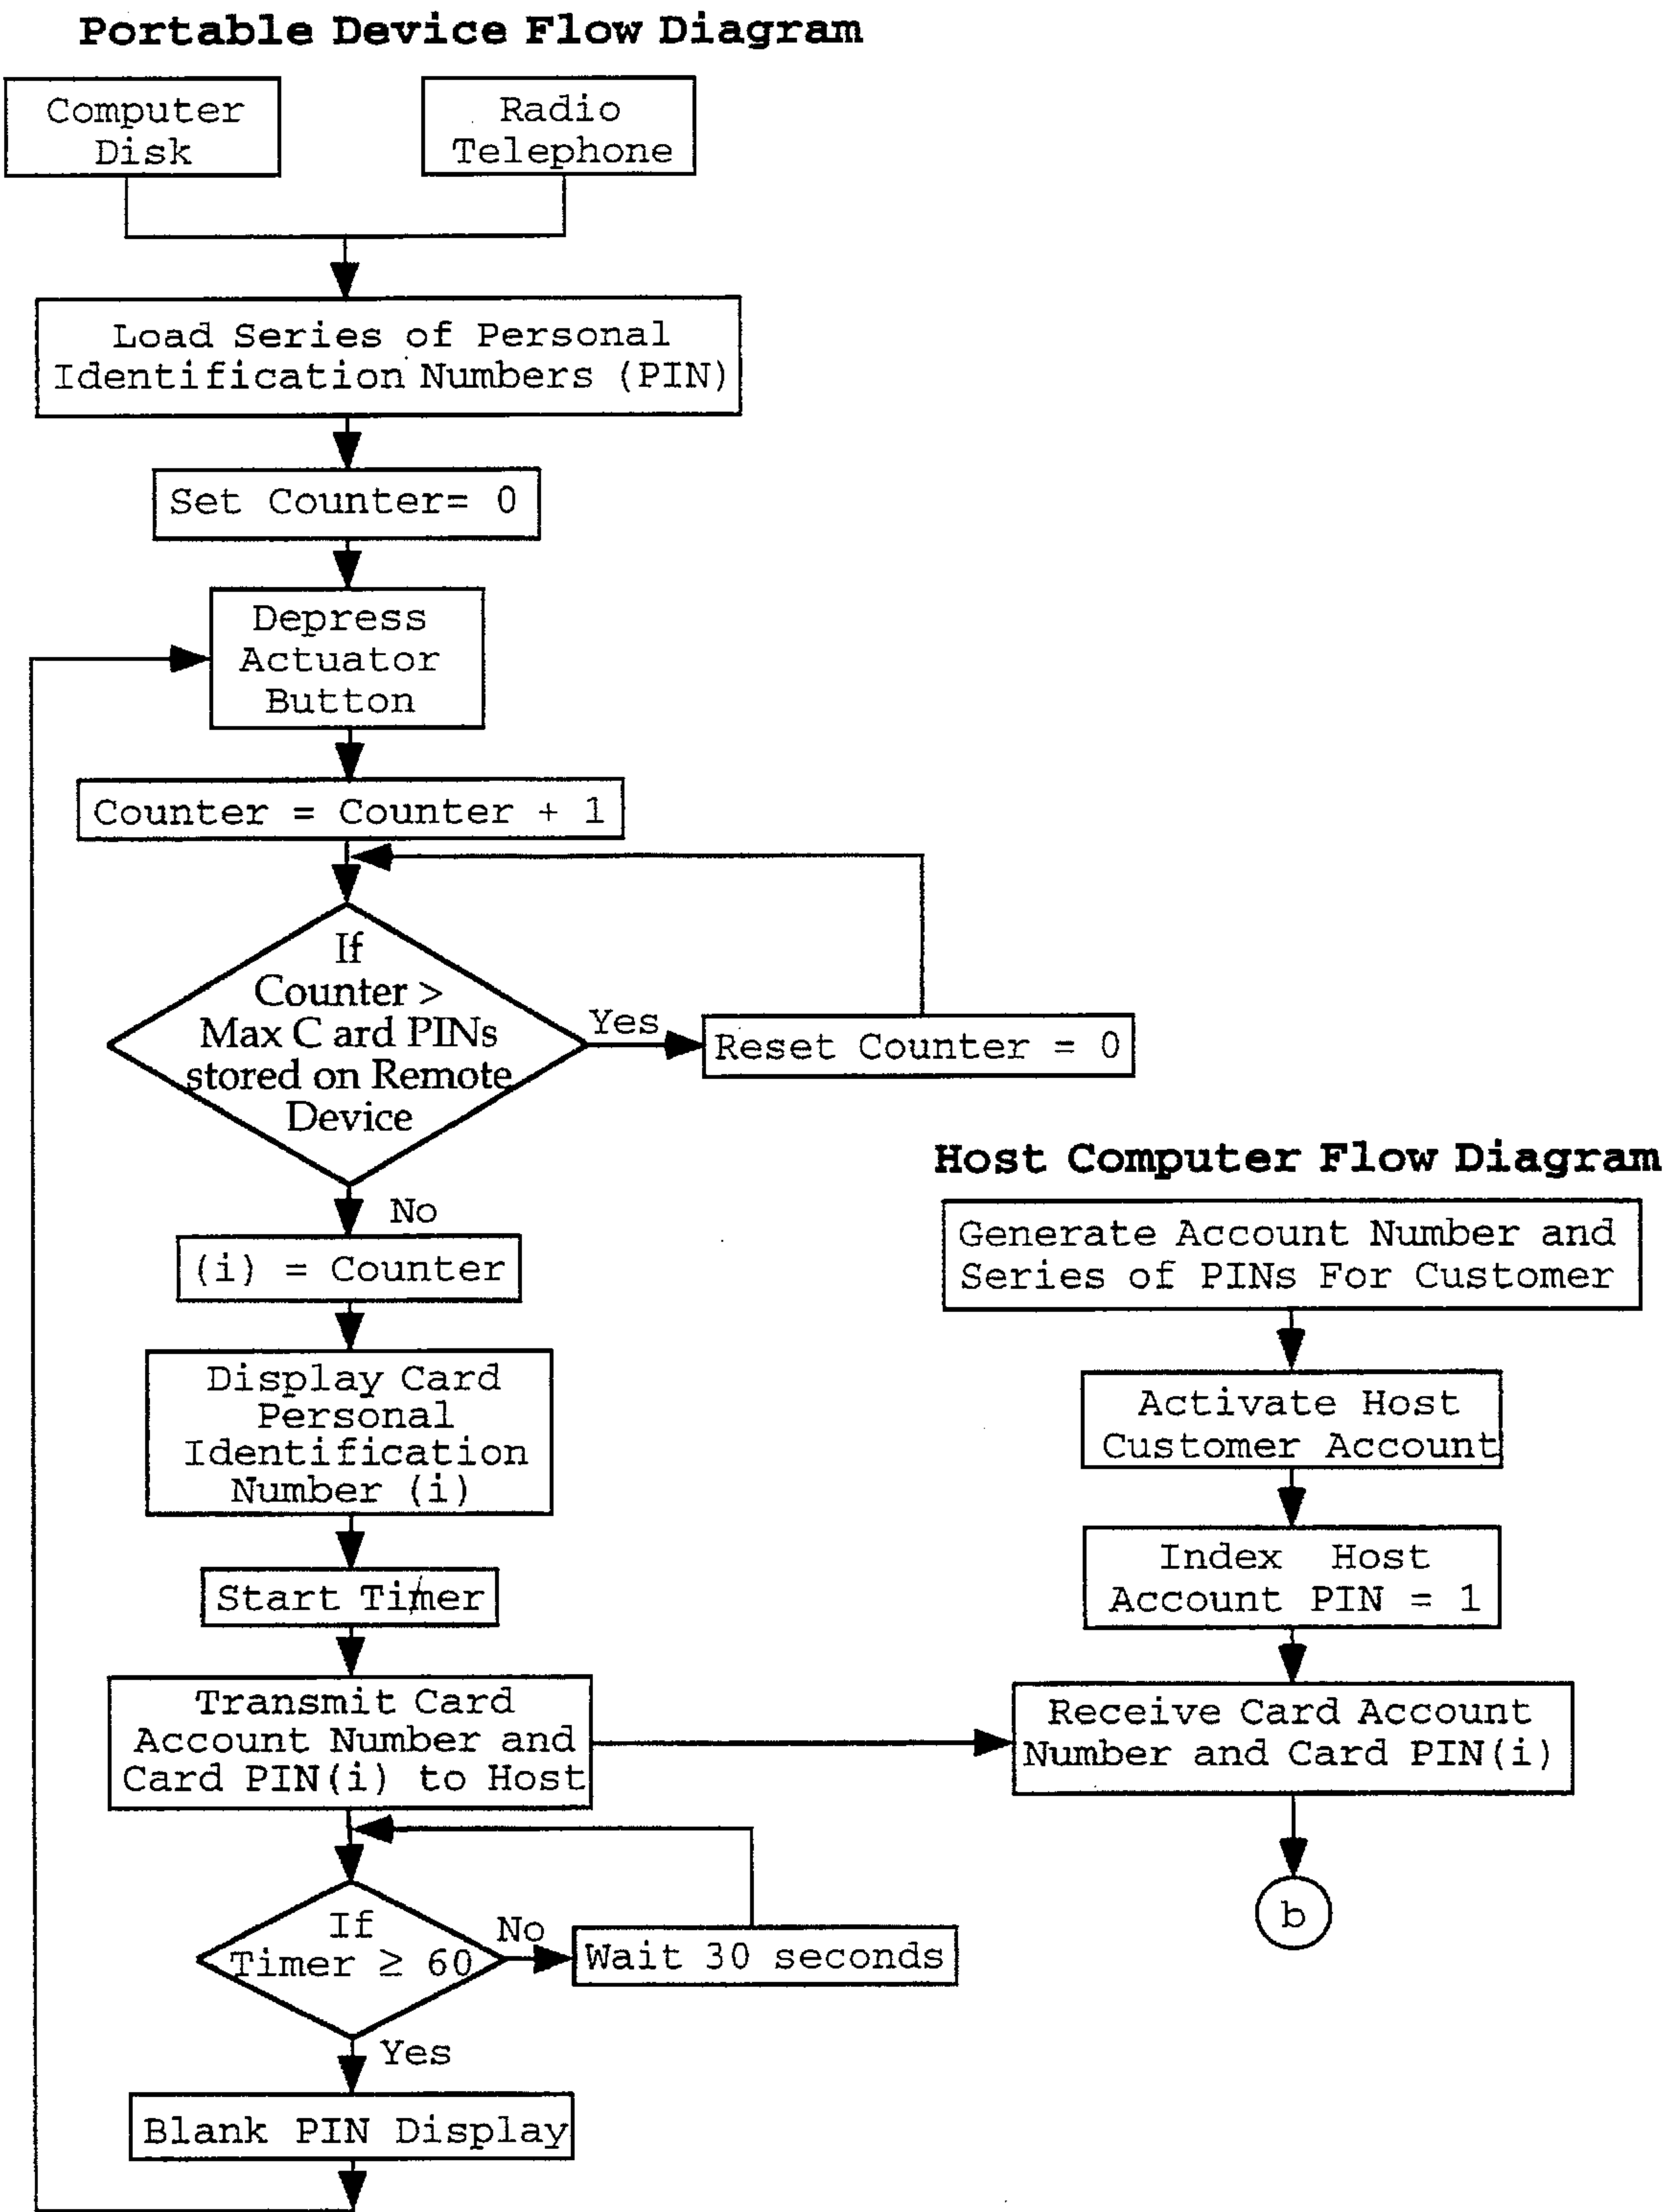 Portable Device Flow Diagram
Computer
Disk
Radio
Telephone
Load Series of Personal
Identification Numbers (PIN)
Set Counter= 0
Depress
Actuator
Button
Counter = Counter + 1
If
Counter >
Max C ard PINs
stored on Remote
Device
Yes
Reset Counter = 0
No
(i) = Counter
Display Card
Personal
Identification
Number (i)
Start Timer
Transmit Card
Account Number and
Card PIN(i) to Host
If
Timer ≥ 60
No
Wait 30 seconds
Yes
Blank PIN Display
Host Computer Flow Diagram
Generate Account Number and
Series of PINs For Customer
Activate Host
Customer Account
Index Host
Account PIN = 1
Receive Card Account
Number and Card PIN(i)
b